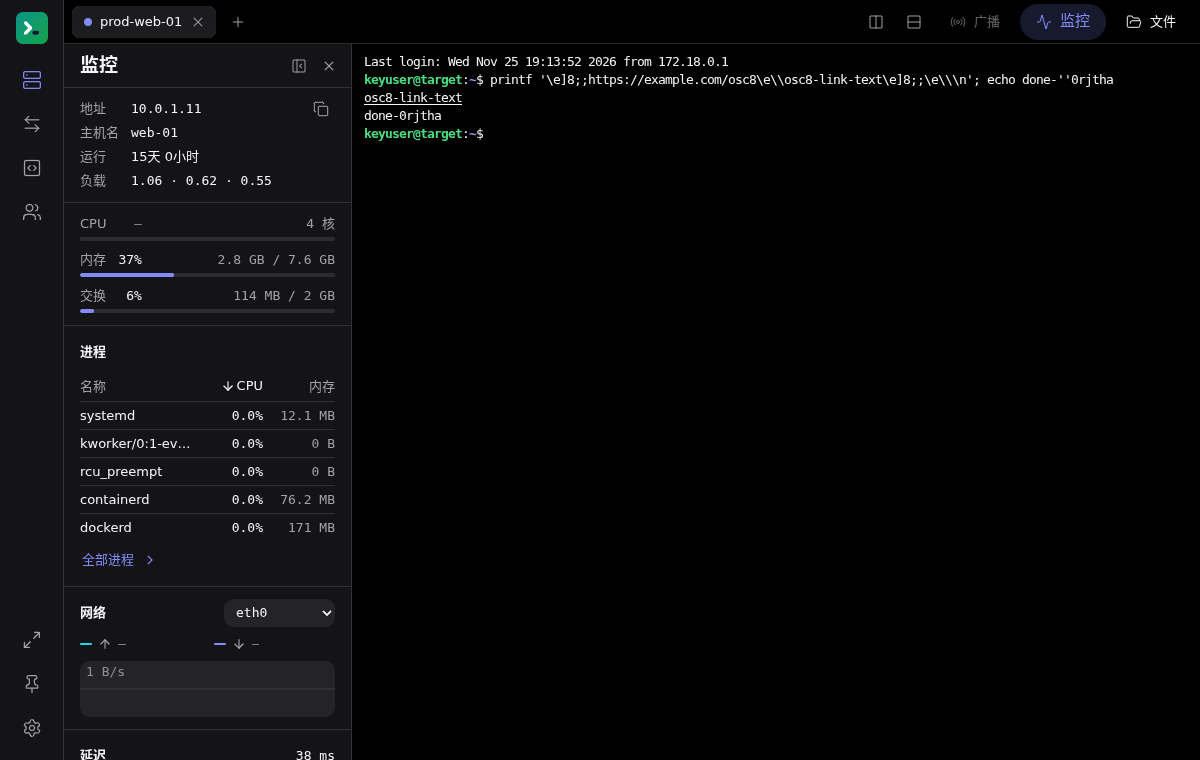 prod-web-01
广播
监控
文件
监控
地址 10.0.1.11
主机名 web-01
运行 15天 0小时
负载 1.06 · 0.62 · 0.55
CPU — 4 核
内存 37% 2.8 GB / 7.6 GB
交换 6% 114 MB / 2 GB
进程
名称 ↓ CPU 内存
systemd 0.0% 12.1 MB
kworker/0:1-ev… 0.0% 0 B
rcu_preempt 0.0% 0 B
containerd 0.0% 76.2 MB
dockerd 0.0% 171 MB
全部进程
网络 eth0
↑ — ↓ —
1 B/s
延迟 38 ms
Last login: Wed Nov 25 19:13:52 2026 from 172.18.0.1
keyuser@target:~$ printf '\e]8;;https://example.com/osc8\e\\osc8-link-text\e]8;;\e\\\n'; echo done-''0rjtha
osc8-link-text
done-0rjtha
keyuser@target:~$